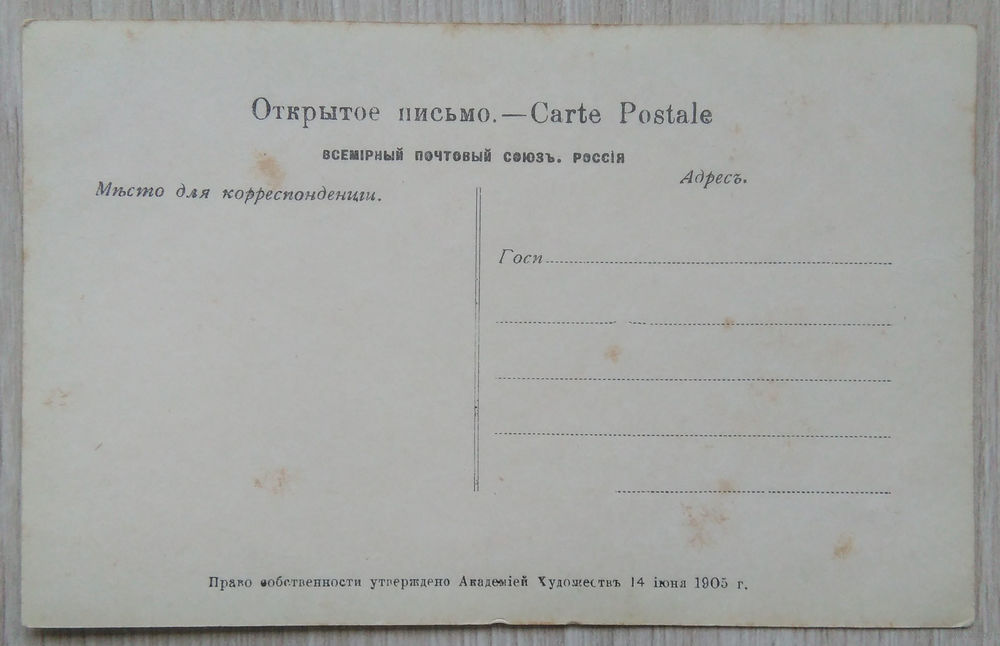 Открытое письмо.—Carte Postale
ВСЕМІРНЫЙ ПОЧТОВЫЙ СОЮЗЪ. РОССІЯ
Мѣсто для корреспонденціи.
Адресъ.
Госп
Право собственности утверждено Академіей Художествъ 14 іюня 1905 г.